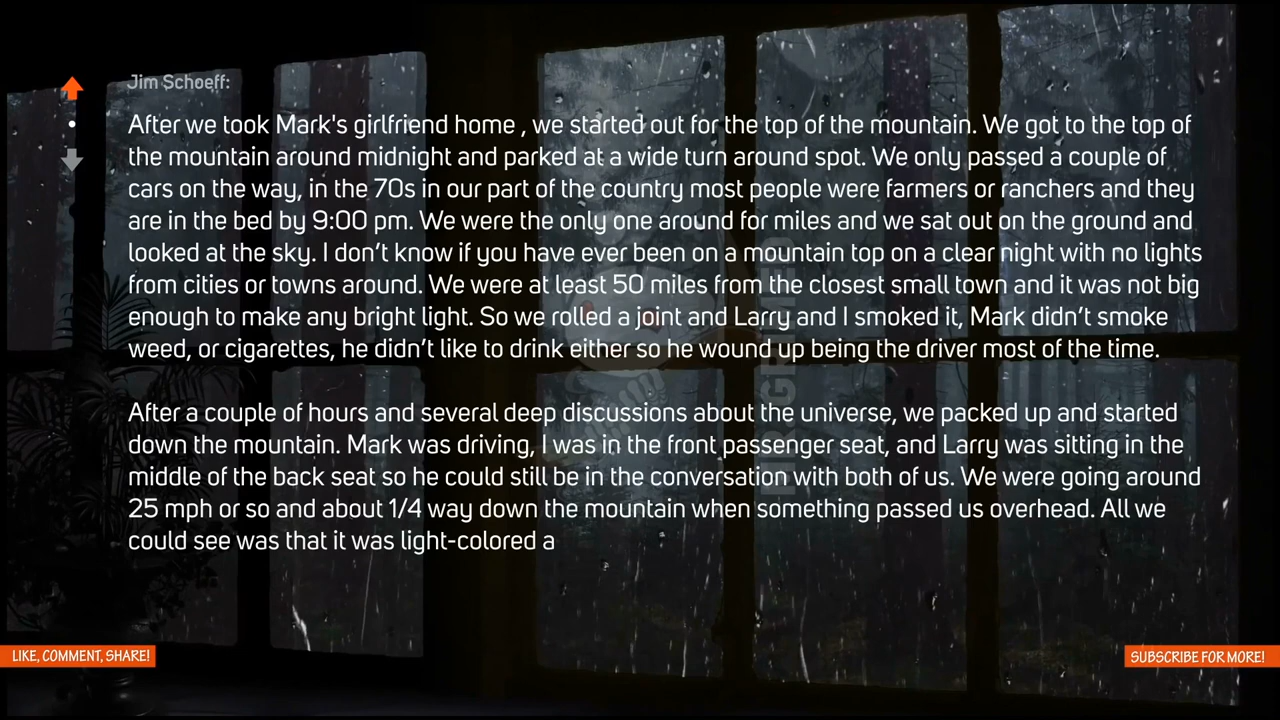 Jim Schoeff:
After we took Mark's girlfriend home , we started out for the top of the mountain. We got to the top of
the mountain around midnight and parked at a wide turn around spot. We only passed a couple of
cars on the way, in the 70s in our part of the country most people were farmers or ranchers and they
are in the bed by 9:00 pm. We were the only one around for miles and we sat out on the ground and
looked at the sky. I don’t know if you have ever been on a mountain top on a clear night with no lights
from cities or towns around. We were at least 50 miles from the closest small town and it was not big
enough to make any bright light. So we rolled a joint and Larry and I smoked it, Mark didn’t smoke
weed, or cigarettes, he didn’t like to drink either so he wound up being the driver most of the time.
After a couple of hours and several deep discussions about the universe, we packed up and started
down the mountain. Mark was driving, I was in the front passenger seat, and Larry was sitting in the
middle of the back seat so he could still be in the conversation with both of us. We were going around
25 mph or so and about 1/4 way down the mountain when something passed us overhead. All we
could see was that it was light-colored a
LIKE, COMMENT, SHARE!
SUBSCRIBE FOR MORE!